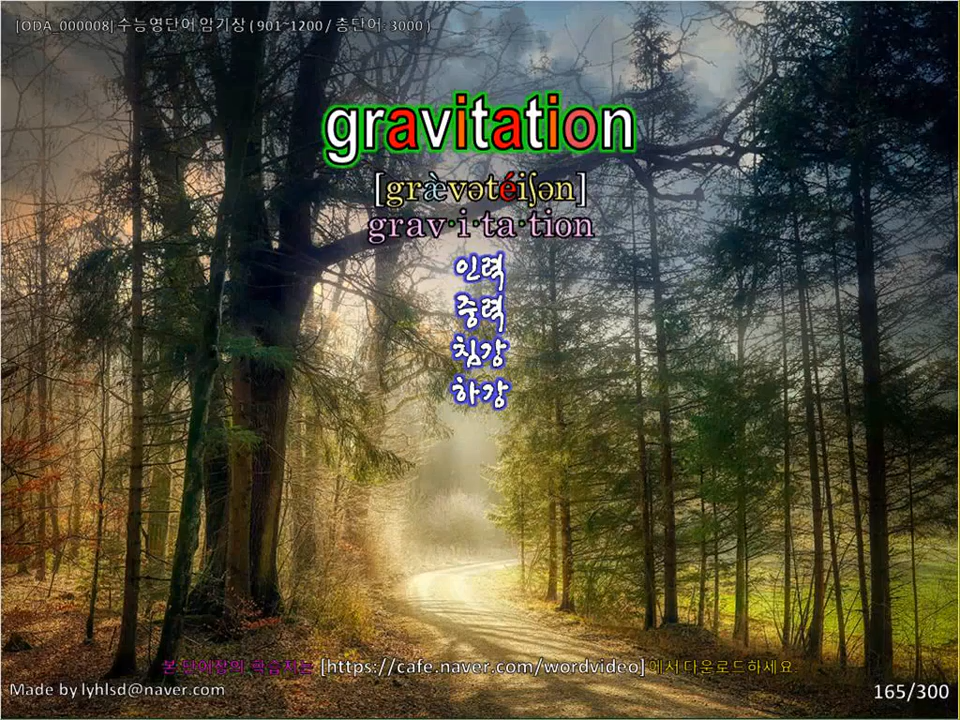 [ODA_000008] 수능영단어 암기상 ( 901~1200 / 총단어: 3000 )
gravitation
[grævətéiʃən]
grav·i·ta·tion
인력
중력
침강
하강
본 단어장의 학습지는 [https://cafe.naver.com/wordvideo] 에서 다운로드하세요.
Made by lyhlsd@naver.com
165/300